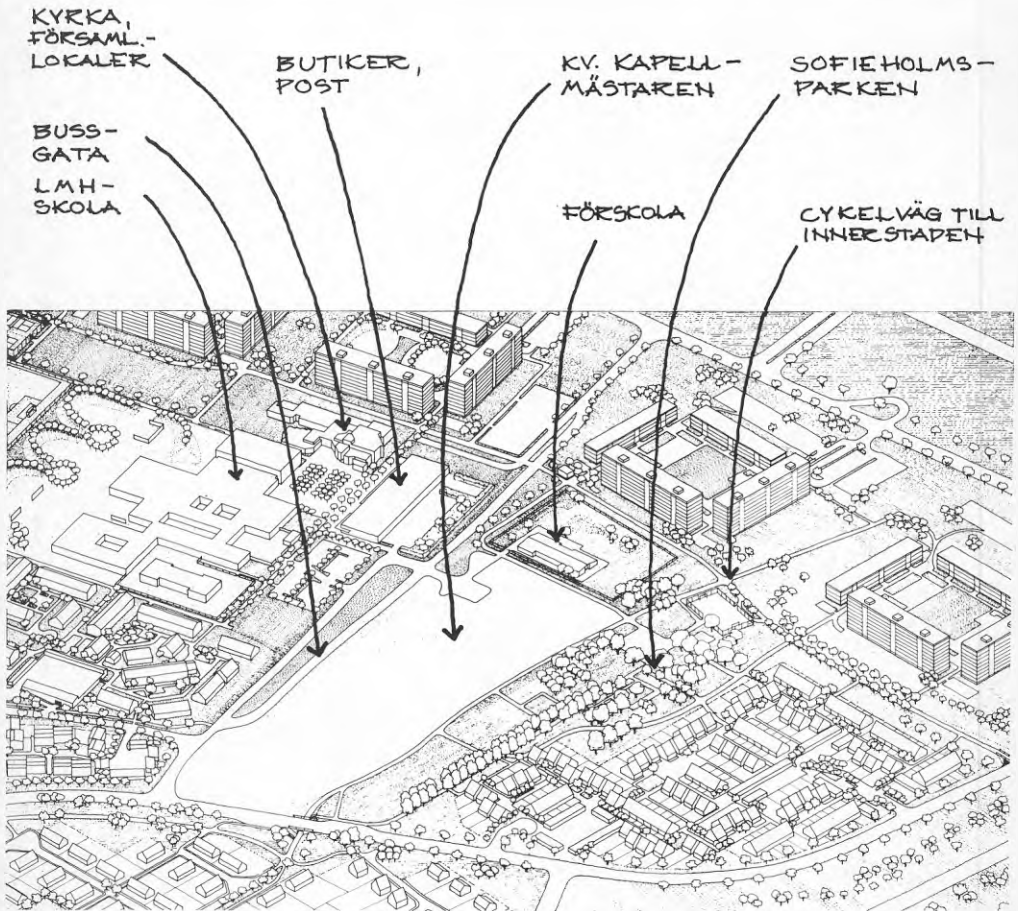 KYRKA,
FÖRSAML.-
LOKALER
BUTIKER,
POST
KV. KAPELL-
MÄSTAREN
SOFIEHOLMS-
PARKEN
BUSS-
GATA
LMH-
SKOLA
FÖRSKOLA
CYKELVÄG TILL
INNERSTADEN